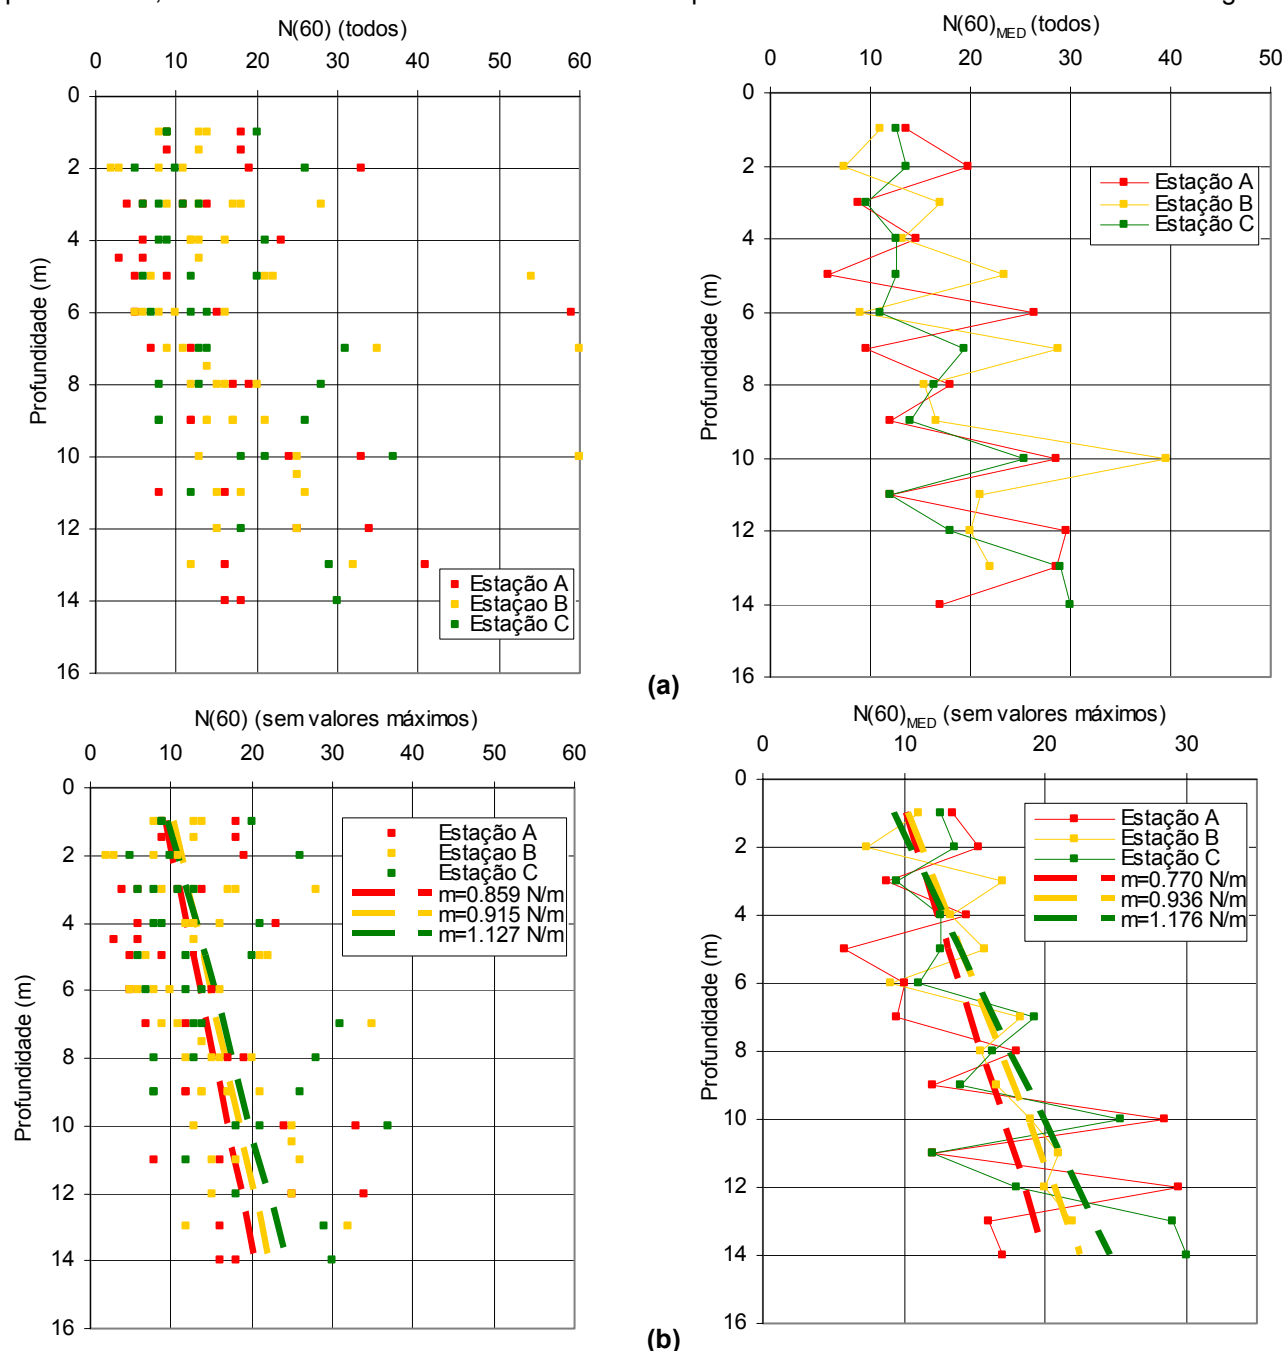 N(60) (todos)
0 10 20 30 40 50 60
Profundidade (m)
0
2
4
6
8
10
12
14
16
Estação A
Estaçao B
Estação C
N(60)MED (todos)
0 10 20 30 40 50
Profundidade (m)
0
2
4
6
8
10
12
14
16
Estação A
Estação B
Estação C
(a)
N(60) (sem valores máximos)
0 10 20 30 40 50 60
Profundidade (m)
0
2
4
6
8
10
12
14
16
Estação A
Estaçao B
Estação C
m=0.859 N/m
m=0.915 N/m
m=1.127 N/m
N(60)MED (sem valores máximos)
0 10 20 30
Profundidade (m)
0
2
4
6
8
10
12
14
16
Estação A
Estação B
Estação C
m=0.770 N/m
m=0.936 N/m
m=1.176 N/m
(b)